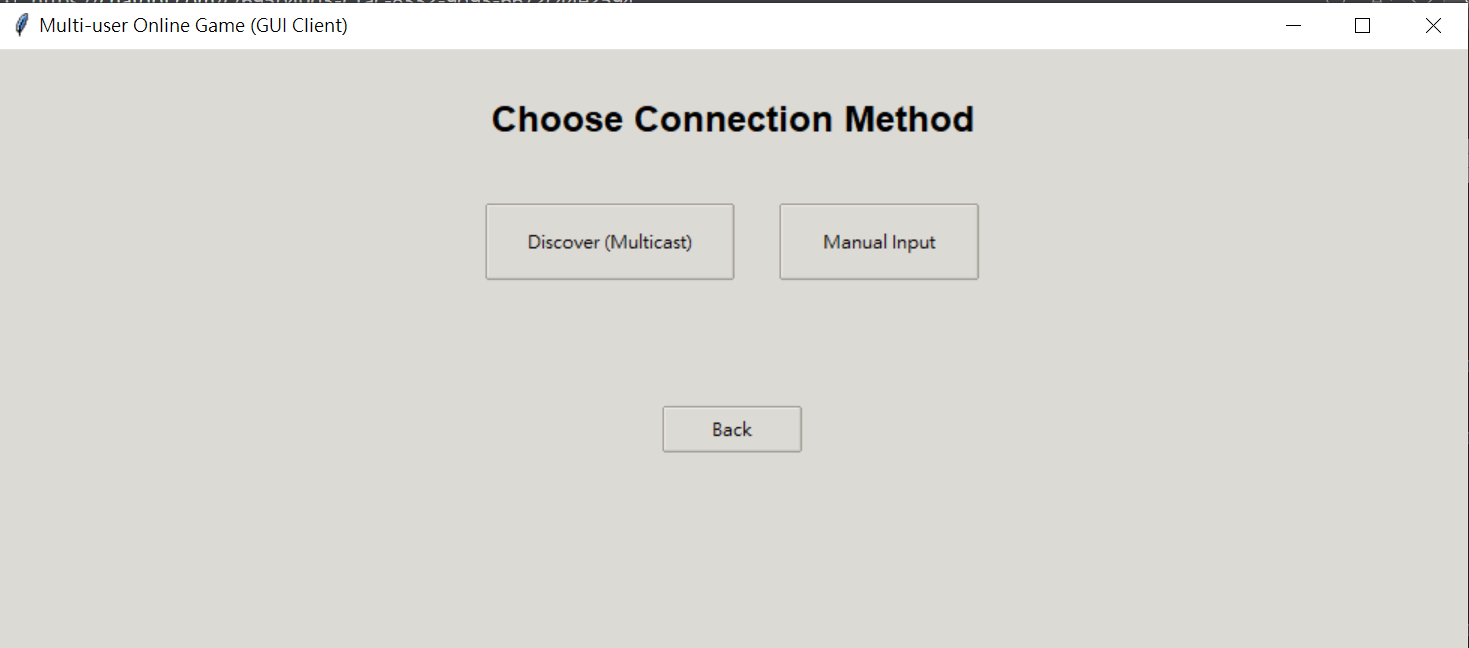 Multi-user Online Game (GUI Client)
Choose Connection Method
Discover (Multicast)
Manual Input
Back